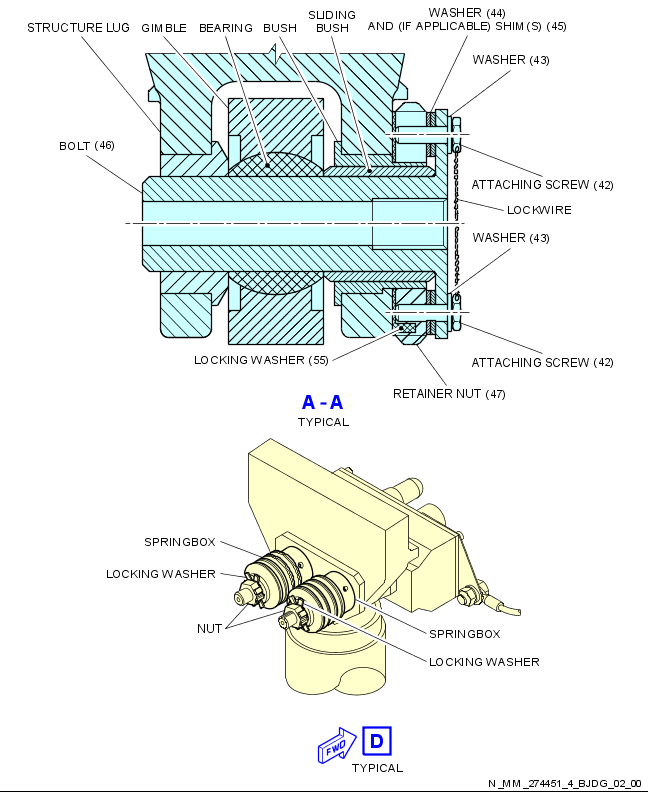 SLIDING
BUSH
WASHER (44)
AND (IF APPLICABLE) SHIM(S) (45)
STRUCTURE LUG
GIMBLE
BEARING
BUSH
WASHER (43)
BOLT (46)
ATTACHING SCREW (42)
LOCKWIRE
WASHER (43)
LOCKING WASHER (55)
ATTACHING SCREW (42)
RETAINER NUT (47)
A - A
TYPICAL
SPRINGBOX
LOCKING WASHER
NUT
SPRINGBOX
LOCKING WASHER
FWD
D
TYPICAL
N_MM_274451_4_BJDG_02_00